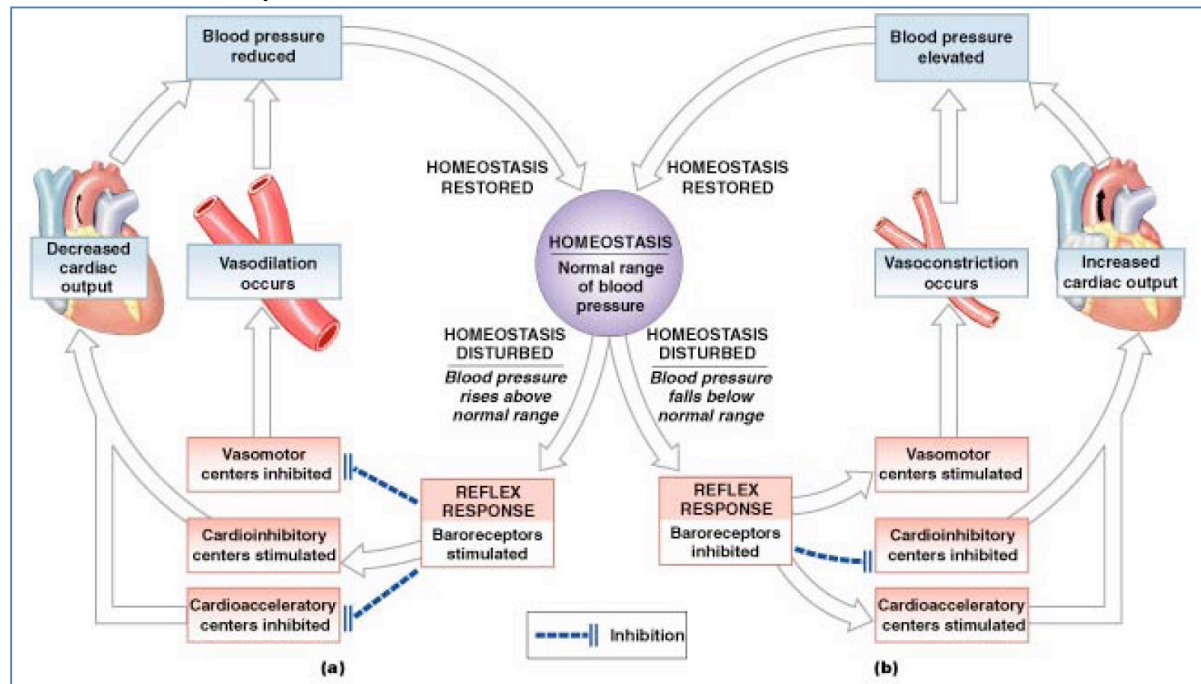 Blood pressure
reduced
Blood pressure
elevated
HOMEOSTASIS
RESTORED
HOMEOSTASIS
RESTORED
Decreased
cardiac
output
Vasodilation
occurs
HOMEOSTASIS
Normal range
of blood
pressure
Vasoconstriction
occurs
Increased
cardiac output
HOMEOSTASIS
DISTURBED
Blood pressure
rises above
normal range
HOMEOSTASIS
DISTURBED
Blood pressure
falls below
normal range
Vasomotor
centers inhibited
Cardioinhibitory
centers stimulated
Cardioacceleratory
centers inhibited
REFLEX
RESPONSE
Baroreceptors
stimulated
REFLEX
RESPONSE
Baroreceptors
inhibited
Vasomotor
centers stimulated
Cardioinhibitory
centers inhibited
Cardioacceleratory
centers stimulated
Inhibition
(a)
(b)